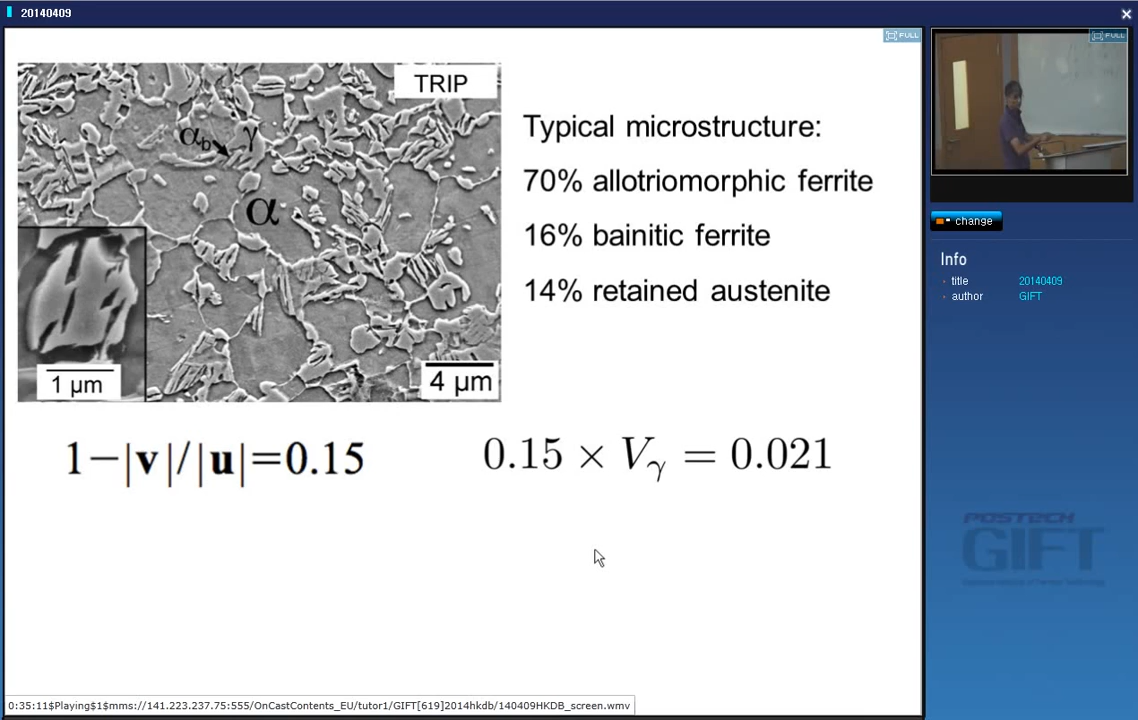 20140409
FULL
FULL
TRIP
αb
γ
α
1 μm
4 μm
Typical microstructure:
70% allotriomorphic ferrite
16% bainitic ferrite
14% retained austenite
1−|v|/|u|=0.15
0.15 × Vγ = 0.021
change
Info
title 20140409
author GIFT
POSTECH
GIFT
0:35:11$Playing$1$mms://141.223.237.75:555/OnCastContents_EU/tutor1/GIFT[619]2014hkdb/140409HKDB_screen.wmv